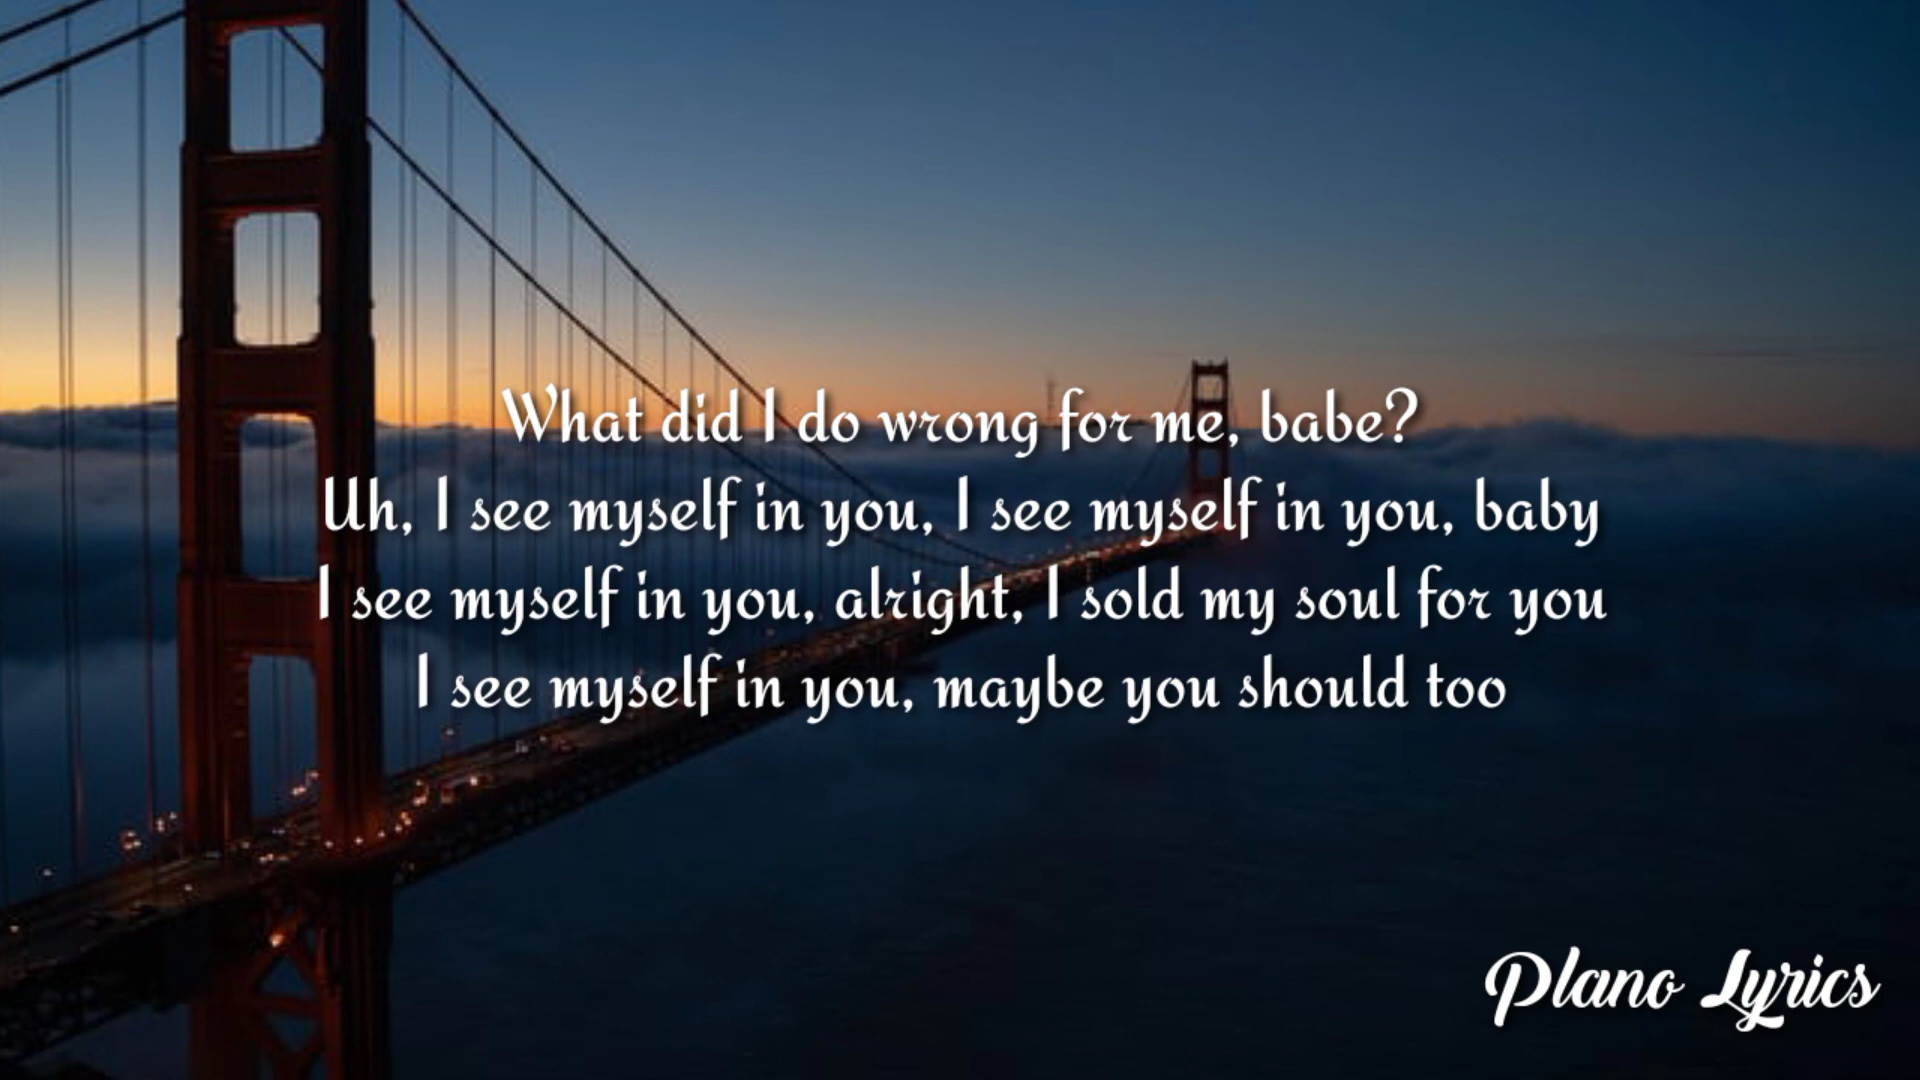 What did I do wrong for me, babe?
Uh, I see myself in you, I see myself in you, baby
I see myself in you, alright, I sold my soul for you
I see myself in you, maybe you should too
Plano Lyrics